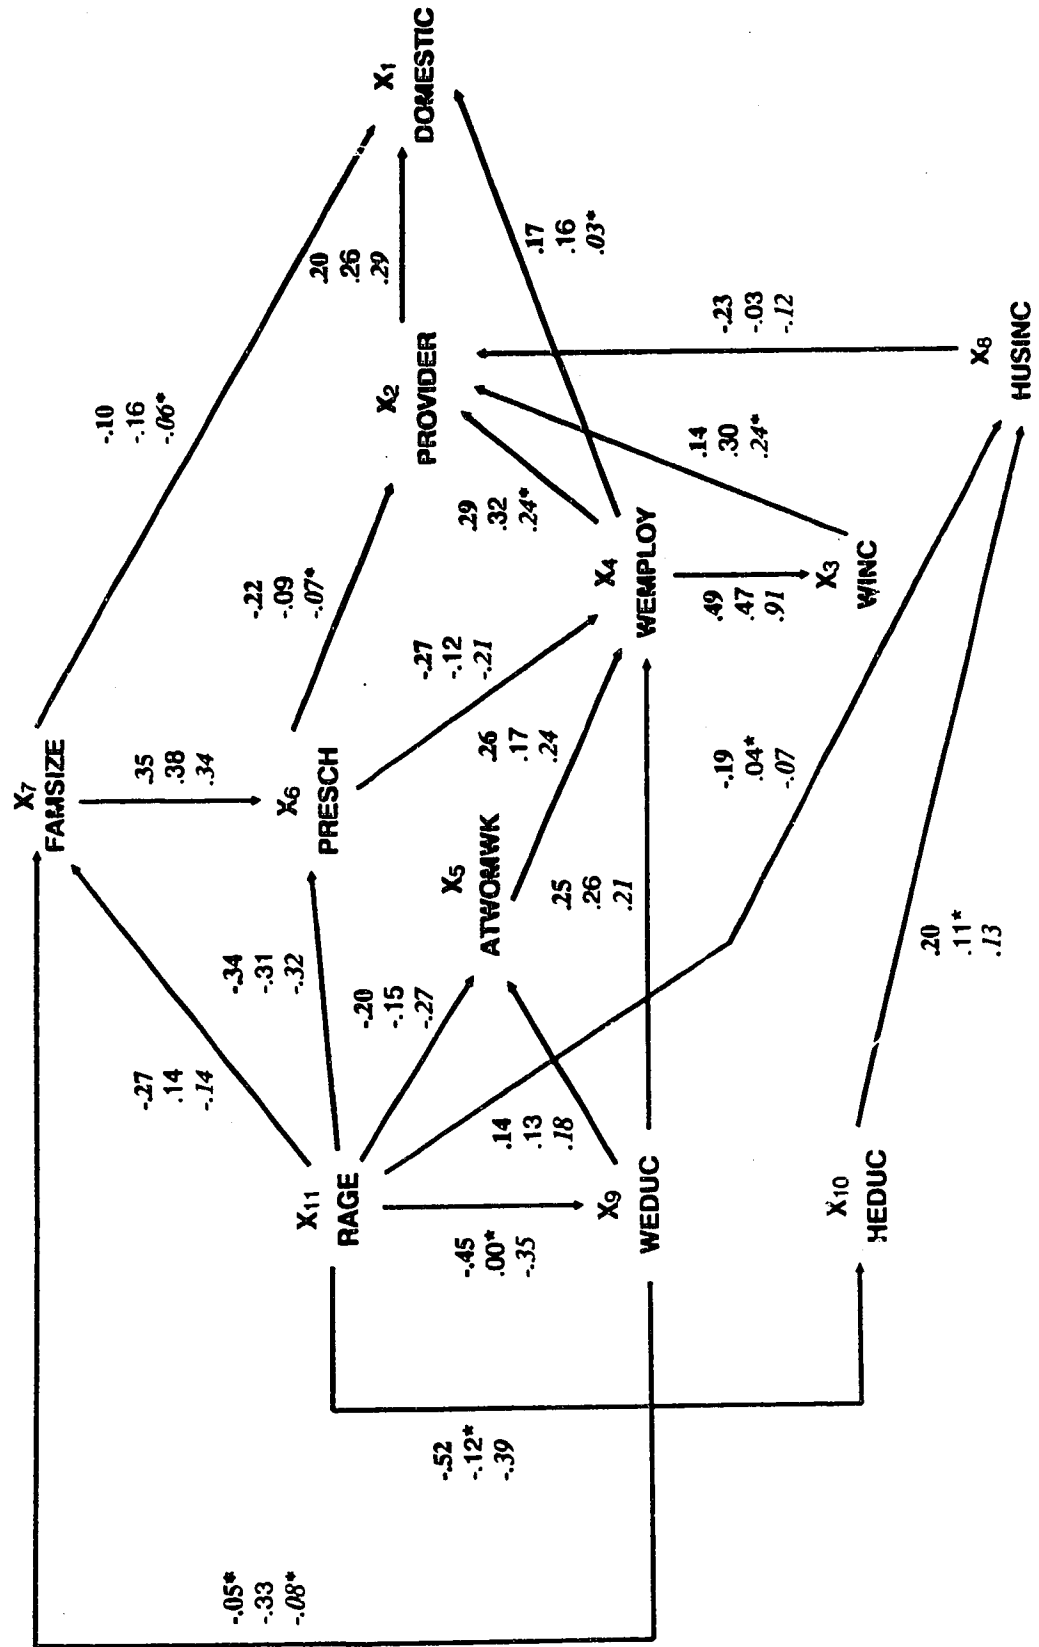 X7
FAMSIZE
-.10
-.16
-.06*
X1
DOMESTIC
.35
.38
.34
-.27
.14
-.14
X6
PRESCH
-.22
-.09
-.07*
X2
PROVIDER
.20
.26
.29
X11
RAGE
-.34
-.31
-.32
-.20
-.15
-.27
X5
ATWOMWK
-.27
-.12
-.21
.29
.32
.24*
.17
.16
.03*
.26
.17
.24
X4
WEMPLOY
-.45
.00*
-.35
.14
.13
.18
.25
.26
.21
.49
.47
.91
.14
.30
.24*
-.23
-.03
-.12
X9
WEDUC
-.19
.04*
-.07
X3
WINC
-.05*
-.33
-.08*
-.52
-.12*
-.39
X10
HEDUC
.20
.11*
.13
X8
HUSINC